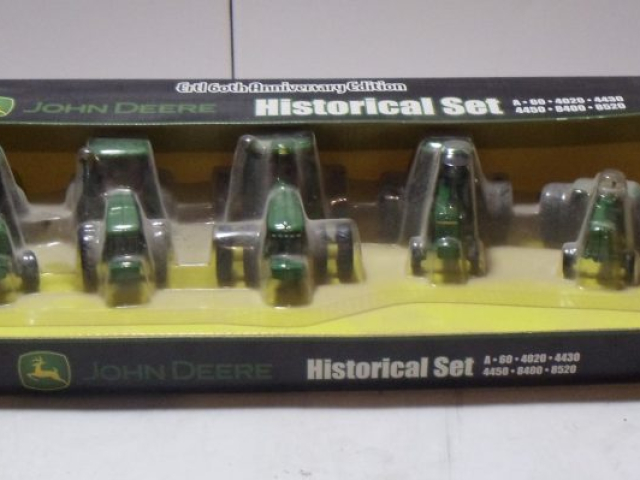 Ertl 60th Anniversary Edition
JOHN DEERE Historical Set A • 60 • 4020 • 4430
4450 • 8400 • 8520
JOHN DEERE Historical Set A • 60 • 4020 • 4430
4450 • 8400 • 8520